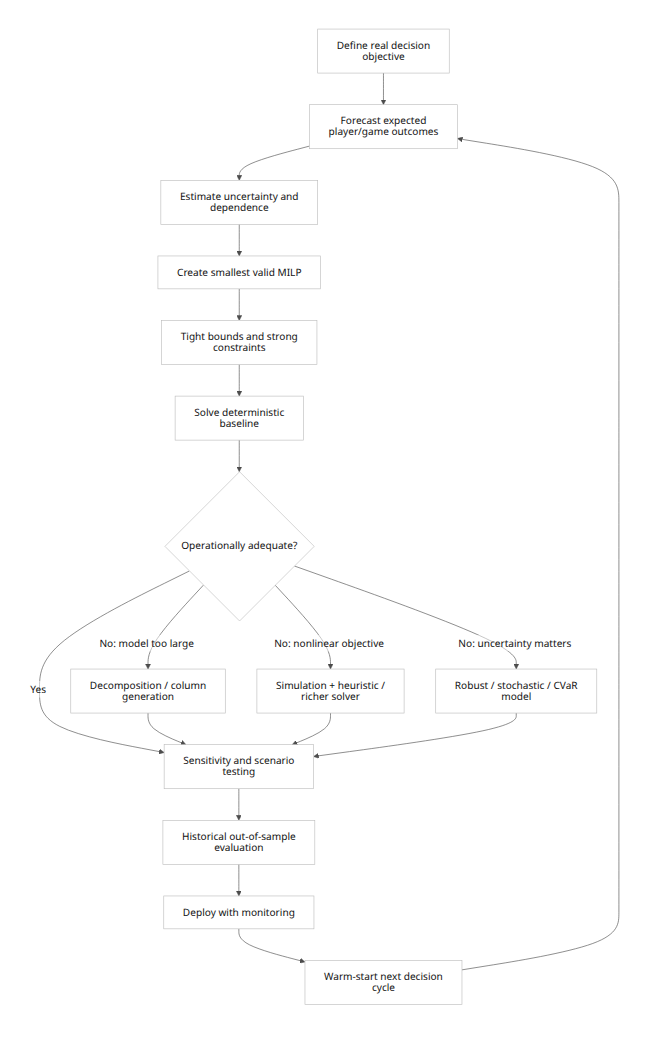 Define real decision
objective
Forecast expected
player/game outcomes
Estimate uncertainty and
dependence
Create smallest valid MILP
Tight bounds and strong
constraints
Solve deterministic
baseline
Operationally adequate?
No: model too large
No: nonlinear objective
No: uncertainty matters
Yes
Decomposition / column
generation
Simulation + heuristic /
richer solver
Robust / stochastic / CVaR
model
Sensitivity and scenario
testing
Historical out-of-sample
evaluation
Deploy with monitoring
Warm-start next decision
cycle